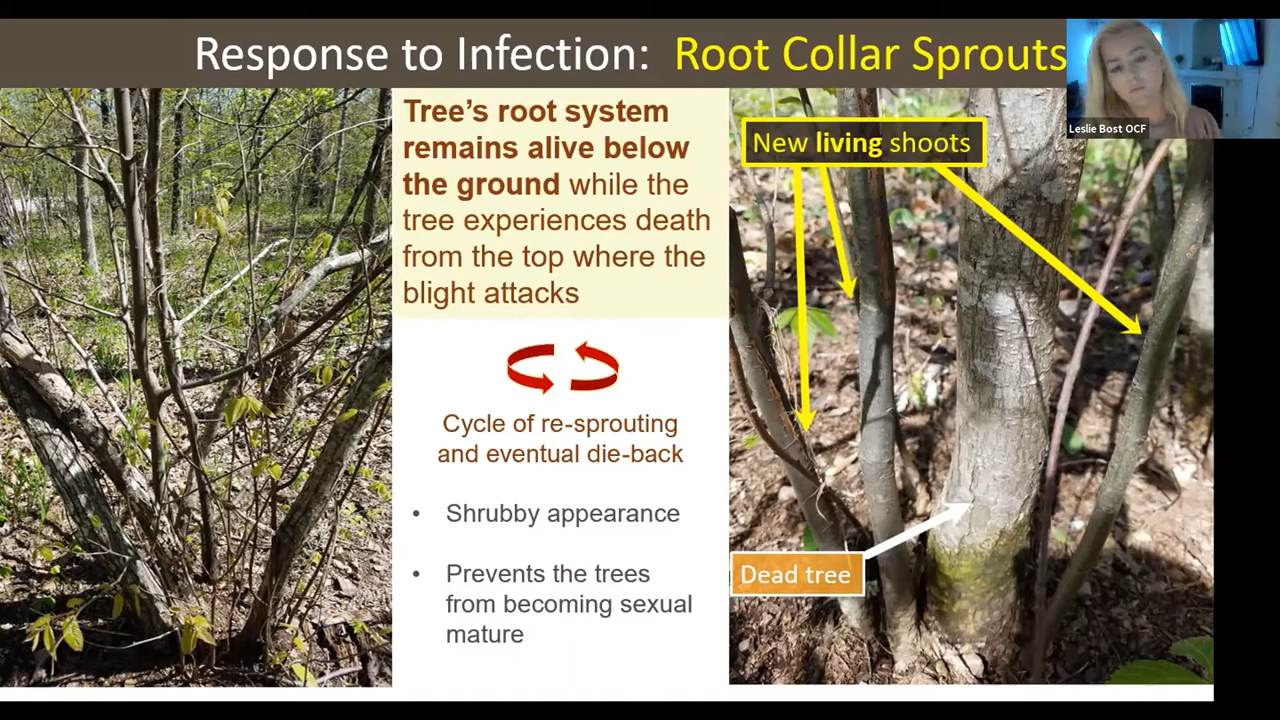 Response to Infection: Root Collar Sprouts
Leslie Bost OCF
Tree's root system
remains alive below
the ground while the
tree experiences death
from the top where the
blight attacks
Cycle of re-sprouting
and eventual die-back
• Shrubby appearance
• Prevents the trees
from becoming sexual
mature
New living shoots
Dead tree